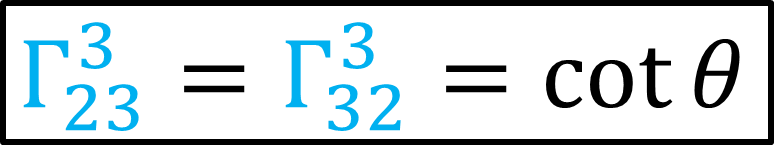 Γ³₂₃ = Γ³₃₂ = cot θ